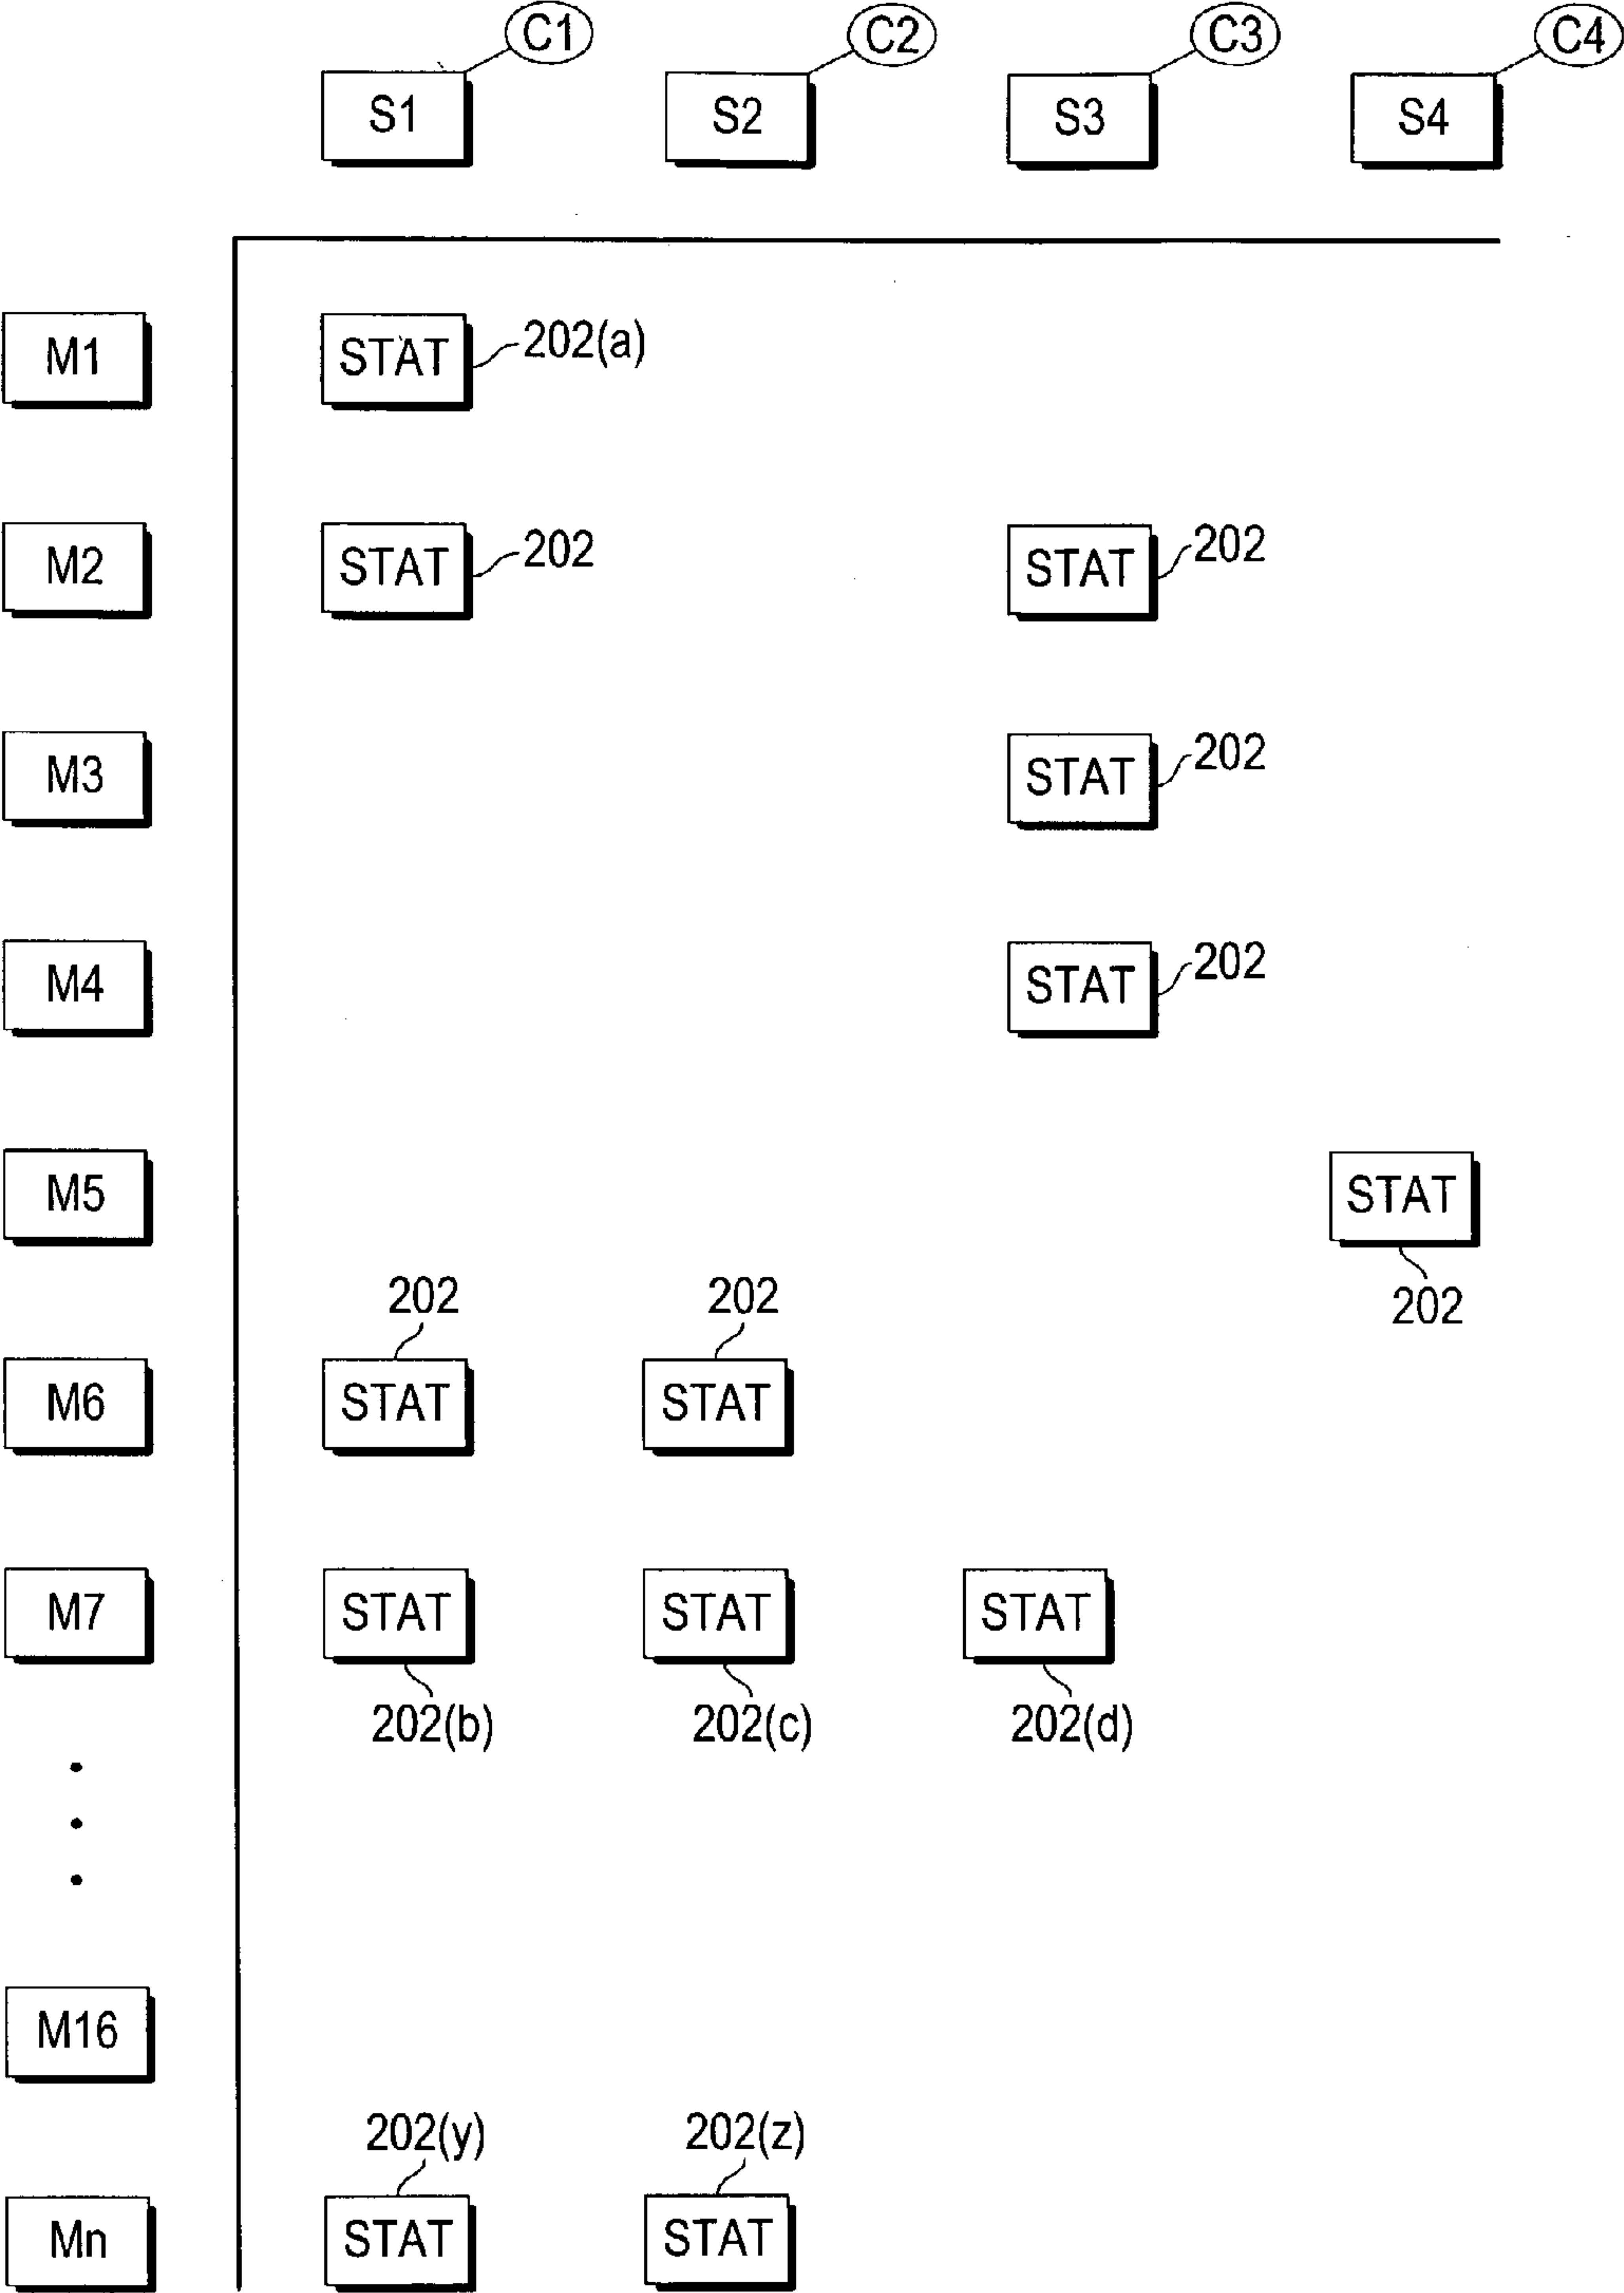 C1 C2 C3 C4
S1 S2 S3 S4
M1 STAT 202(a)
M2 STAT 202 STAT 202
M3 STAT 202
M4 STAT 202
M5 STAT
202
202 202
M6 STAT STAT
M7 STAT STAT STAT
202(b) 202(c) 202(d)
M16
202(y) 202(z)
Mn STAT STAT